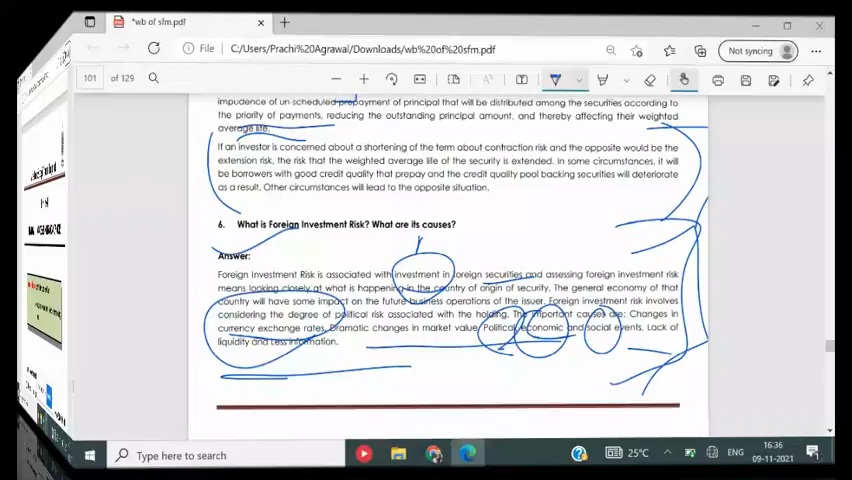 *wb of sfm.pdf
File C:/Users/Prachi%20Agrawal/Downloads/wb%20of%20sfm.pdf Not syncing
101 of 129
impudence of un-scheduled prepayment of principal that will be distributed among the securities according to
the priority of payments, reducing the outstanding principal amount, and thereby affecting their weighted
average life.
If an investor is concerned about a shortening of the term about contraction risk and the opposite would be the
extension risk, the risk that the weighted average life of the security is extended. In some circumstances, it will
be borrowers with good credit quality that prepay and the credit quality pool backing securities will deteriorate
as a result. Other circumstances will lead to the opposite situation.
6. What is Foreign Investment Risk? What are its causes?
Answer:
Foreign Investment Risk is associated with investment in foreign securities and assessing foreign investment risk
means looking closely at what is happening in the country of origin of security. The general economy of that
country will have some impact on the future business operations of the issuer. Foreign investment risk involves
considering the degree of political risk associated with the holding. The important causes are: Changes in
currency exchange rates, Dramatic changes in market value, Political, economic and social events, Lack of
liquidity and Less information.
Type here to search
25°C ENG
16:36
09-11-2021